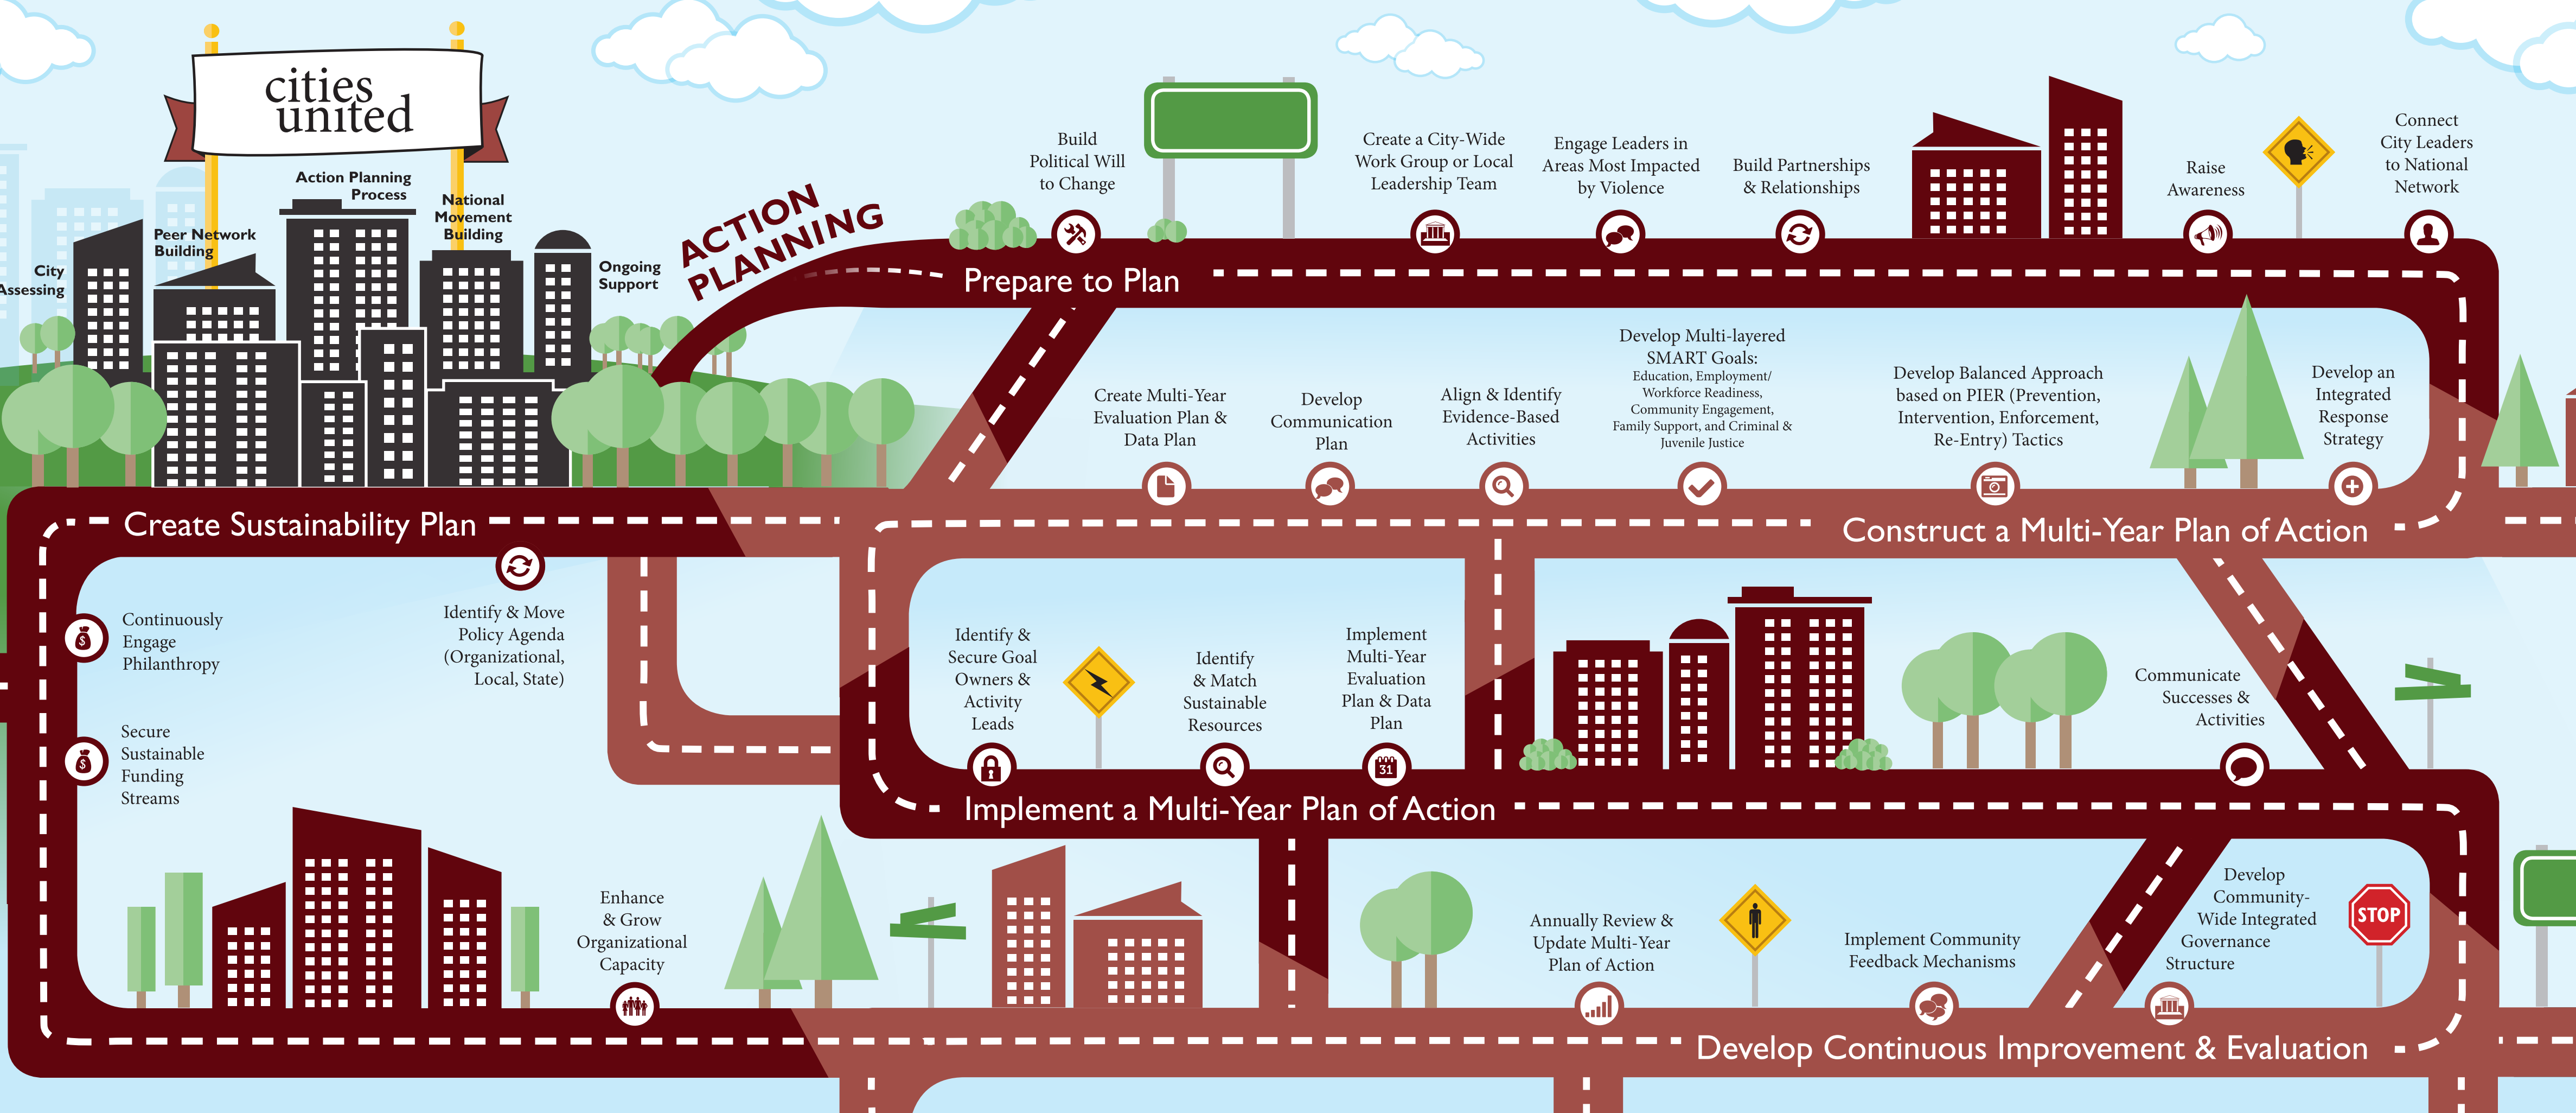 cities
united
Action Planning
Process
National
Movement
Building
Peer Network
Building
City
Assessing
Ongoing
Support
ACTION
PLANNING
Build
Political Will
to Change
Create a City-Wide
Work Group or Local
Leadership Team
Engage Leaders in
Areas Most Impacted
by Violence
Build Partnerships
& Relationships
Raise
Awareness
Connect
City Leaders
to National
Network
Prepare to Plan
Create Multi-Year
Evaluation Plan &
Data Plan
Develop
Communication
Plan
Align & Identify
Evidence-Based
Activities
Develop Multi-layered
SMART Goals:
Education, Employment/
Workforce Readiness,
Community Engagement,
Family Support, and Criminal &
Juvenile Justice
Develop Balanced Approach
based on PIER (Prevention,
Intervention, Enforcement,
Re-Entry) Tactics
Develop an
Integrated
Response
Strategy
Create Sustainability Plan
Construct a Multi-Year Plan of Action
Continuously
Engage
Philanthropy
Identify & Move
Policy Agenda
(Organizational,
Local, State)
Secure
Sustainable
Funding
Streams
$
$
Identify &
Secure Goal
Owners &
Activity
Leads
Identify
& Match
Sustainable
Resources
Implement
Multi-Year
Evaluation
Plan & Data
Plan
31
Communicate
Successes &
Activities
Implement a Multi-Year Plan of Action
Enhance
& Grow
Organizational
Capacity
Annually Review &
Update Multi-Year
Plan of Action
Implement Community
Feedback Mechanisms
Develop
Community-
Wide Integrated
Governance
Structure
STOP
Develop Continuous Improvement & Evaluation